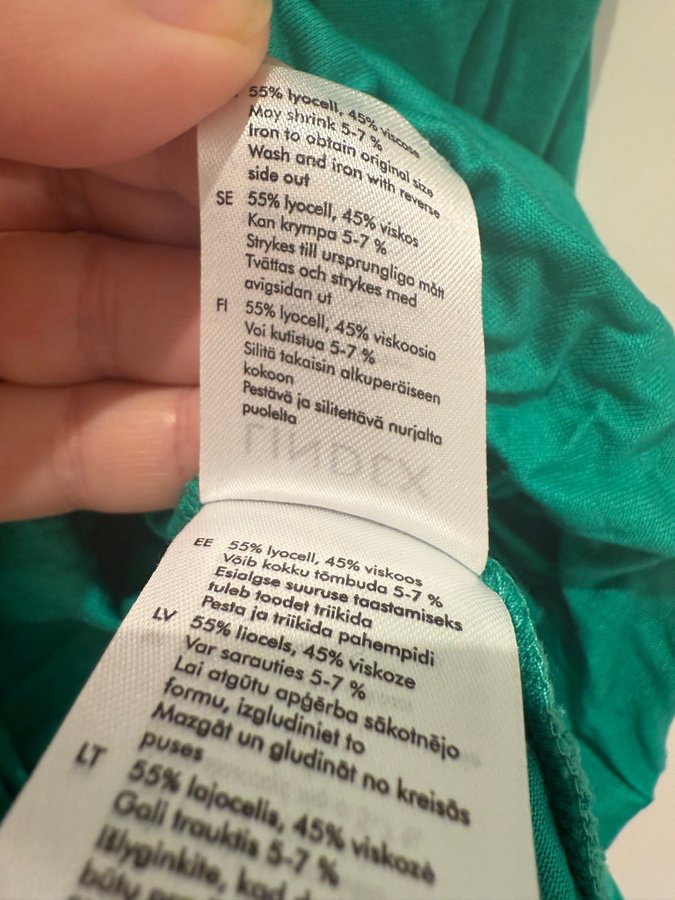 55% lyocell, 45% viscose
May shrink 5-7 %
Iron to obtain original size
Wash and iron with reverse
side out
SE 55% lyocell, 45% viskos
Kan krympa 5-7 %
Strykes till ursprungliga mått
Tvättas och strykes med
avigsidan ut
FI 55% lyocell, 45% viskoosia
Voi kutistua 5-7 %
Silitä takaisin alkuperäiseen
kokoon
Pestävä ja silitettävä nurjalta
puolelta
LINDEX
EE 55% lyocell, 45% viskoos
Võib kokku tõmbuda 5-7 %
Esialgse suuruse taastamiseks
tuleb toodet triikida
Pesta ja triikida pahempidi
LV 55% liocels, 45% viskoze
Var sarauties 5-7 %
Lai atgūtu apģērba sākotnējo
formu, izgludiniet to
Mazgāt un gludināt no kreisās
puses
LT 55% lajocelis, 45% viskozė
Gali trauktis 5-7 %
Išlyginkite, kad
būtų